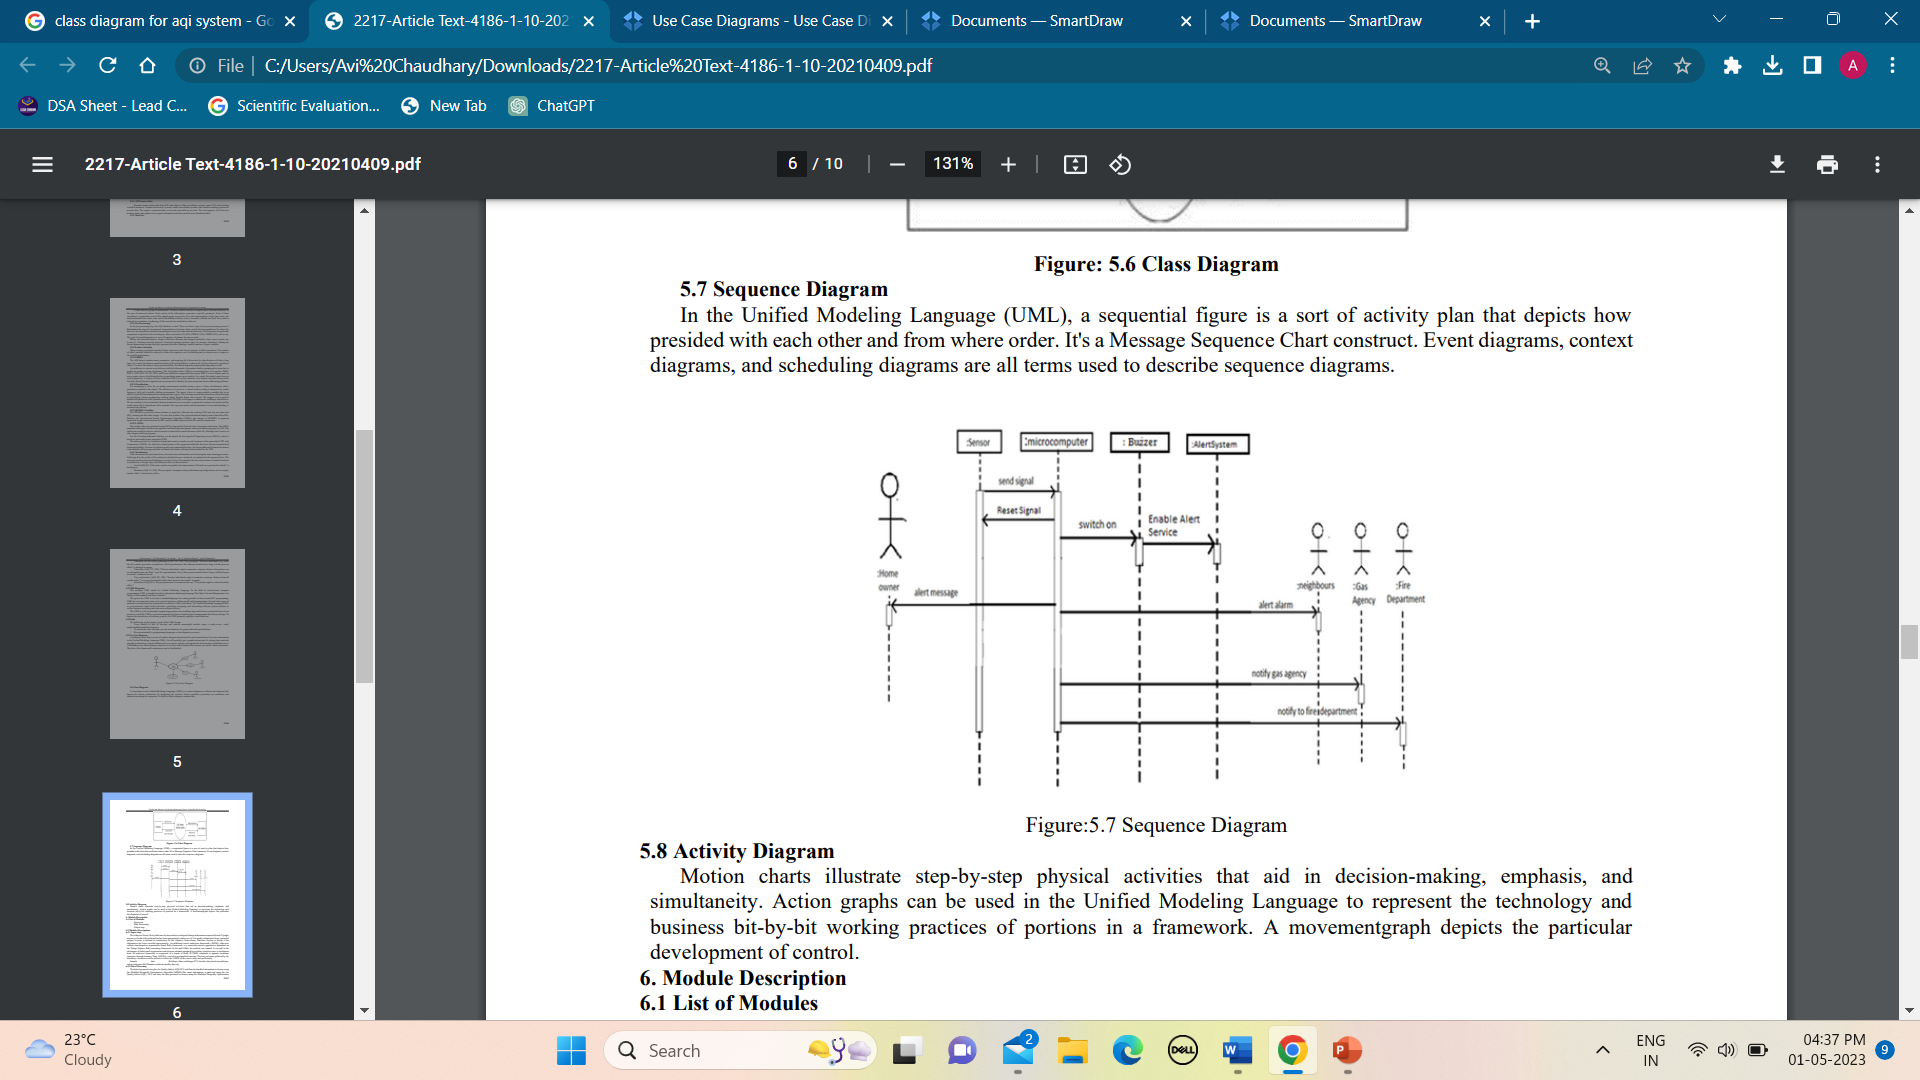 class diagram for aqi system - Go
2217-Article Text-4186-1-10-202
Use Case Diagrams - Use Case Di
Documents — SmartDraw
Documents — SmartDraw
File
C:/Users/Avi%20Chaudhary/Downloads/2217-Article%20Text-4186-1-10-20210409.pdf
A
DSA Sheet - Lead C...
Scientific Evaluation...
New Tab
ChatGPT
2217-Article Text-4186-1-10-20210409.pdf
6 / 10
131%
3
4
5
6
Figure: 5.6 Class Diagram
5.7 Sequence Diagram
In the Unified Modeling Language (UML), a sequential figure is a sort of activity plan that depicts how
presided with each other and from where order. It's a Message Sequence Chart construct. Event diagrams, context
diagrams, and scheduling diagrams are all terms used to describe sequence diagrams.
:Sensor
:microcomputer
: Buzzer
:AlertSystem
send signal
Reset Signal
switch on
Enable Alert
Service
:Home
owner
alert message
:neighbours
:Gas
Agency
:Fire
Department
alert alarm
notify gas agency
notify to fire department
Figure:5.7 Sequence Diagram
5.8 Activity Diagram
Motion charts illustrate step-by-step physical activities that aid in decision-making, emphasis, and
simultaneity. Action graphs can be used in the Unified Modeling Language to represent the technology and
business bit-by-bit working practices of portions in a framework. A movementgraph depicts the particular
development of control.
6. Module Description
6.1 List of Modules
23°C
Cloudy
Search
2
DELL
W
P
ENG
IN
04:37 PM
01-05-2023
9